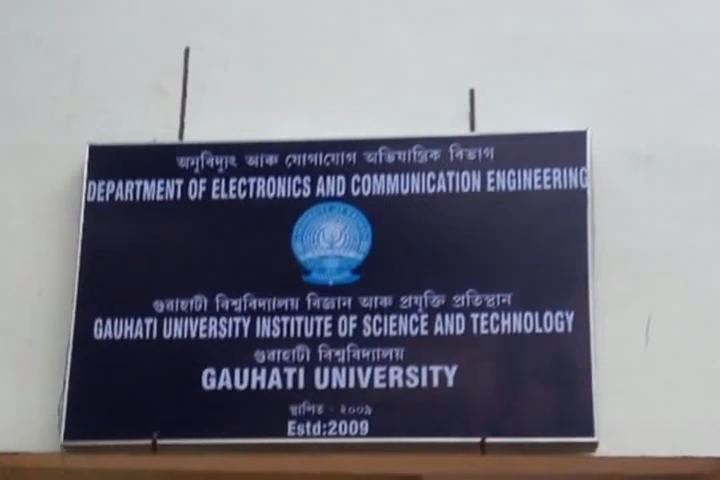 অনুবিদ্যুৎ আৰু যোগাযোগ অভিযান্ত্ৰিক বিভাগ
DEPARTMENT OF ELECTRONICS AND COMMUNICATION ENGINEERING
গুৱাহাটী বিশ্ববিদ্যালয় বিজ্ঞান আৰু প্ৰযুক্তি প্ৰতিস্থান
GAUHATI UNIVERSITY INSTITUTE OF SCIENCE AND TECHNOLOGY
গুৱাহাটী বিশ্ববিদ্যালয়
GAUHATI UNIVERSITY
স্থাপিত - ২০০৯
Estd:2009